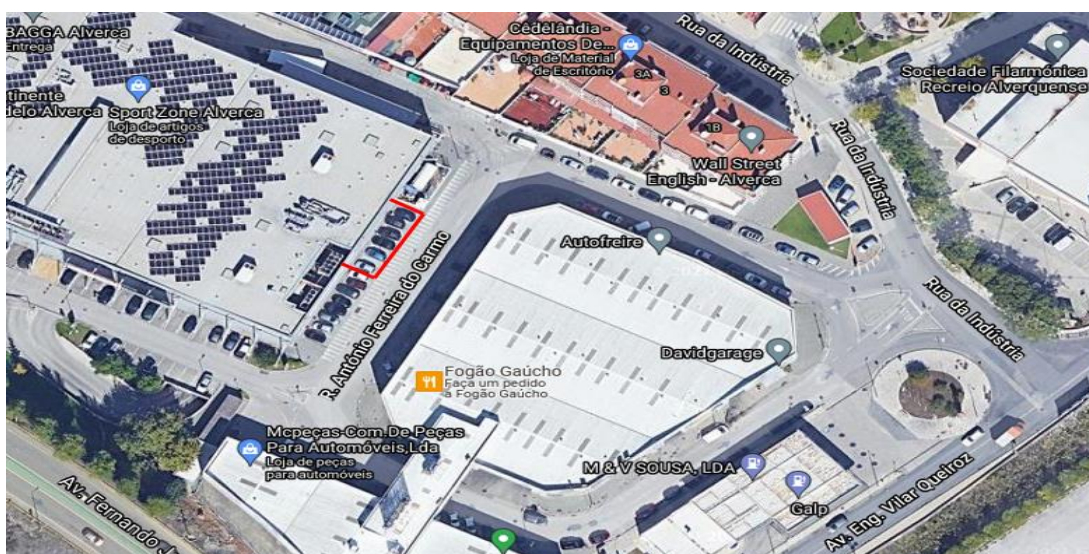 BAGGA Alverca
Entrega
tinente
delo Alverca
Sport Zone Alverca
Loja de artigos
de desporto
Cedelândia -
Equipamentos De...
Loja de Material
de Escritório
3A
3
1B
Rua da Indústria
Sociedade Filarmónica
Recreio Alverquense
Wall Street
English - Alverca
Rua da Indústria
Autofreire
R. António Ferreira do Carmo
Rua da Indústria
Davidgarage
Fogão Gaúcho
Faça um pedido
a Fogão Gaúcho
Mcpeças-Com.De Peças
Para Automóveis,Lda
Loja de peças
para automóveis
M & V SOUSA, LDA
Galp
Av. Eng. Vilar Queiroz
Av. Fernando J